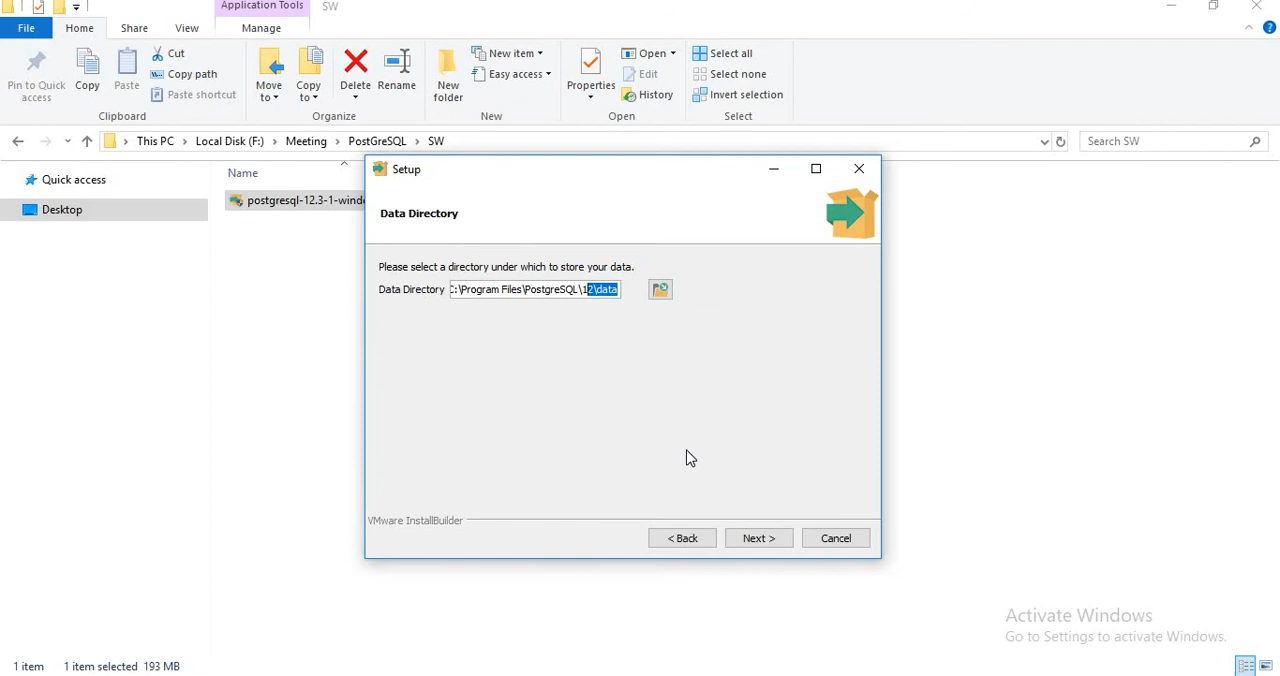 Application Tools SW
File Home Share View Manage
Pin to Quick access
Copy
Paste
Cut
Copy path
Paste shortcut
Clipboard
Move to
Copy to
Delete
Rename
Organize
New folder
New item
Easy access
New
Properties
Open
Edit
History
Open
Select all
Select none
Invert selection
Select
This PC > Local Disk (F:) > Meeting > PostGreSQL > SW
Search SW
Quick access
Desktop
Name
postgresql-12.3-1-windo
Setup
Data Directory
Please select a directory under which to store your data.
Data Directory C:\Program Files\PostgreSQL\12\data
VMware InstallBuilder
< Back Next > Cancel
Activate Windows
Go to Settings to activate Windows.
1 item 1 item selected 193 MB